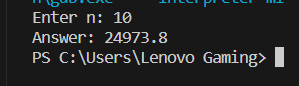 Enter n: 10
Answer: 24973.8
PS C:\Users\Lenovo Gaming>